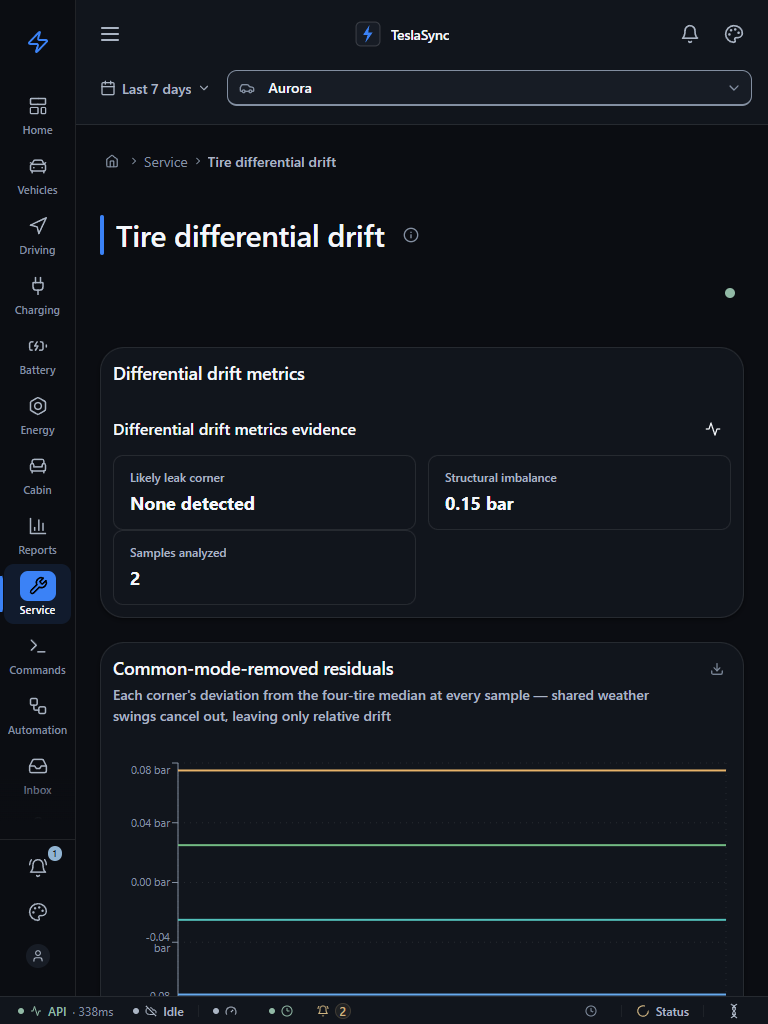 TeslaSync
Last 7 days
Aurora
Home
Vehicles
Driving
Charging
Battery
Energy
Cabin
Reports
Service
Commands
Automation
Inbox
1
Service
Tire differential drift
Tire differential drift
Differential drift metrics
Differential drift metrics evidence
Likely leak corner
None detected
Structural imbalance
0.15 bar
Samples analyzed
2
Common-mode-removed residuals
Each corner's deviation from the four-tire median at every sample — shared weather
swings cancel out, leaving only relative drift
0.08 bar
0.04 bar
0.00 bar
-0.04
bar
-0.08
API · 338ms
Idle
2
Status